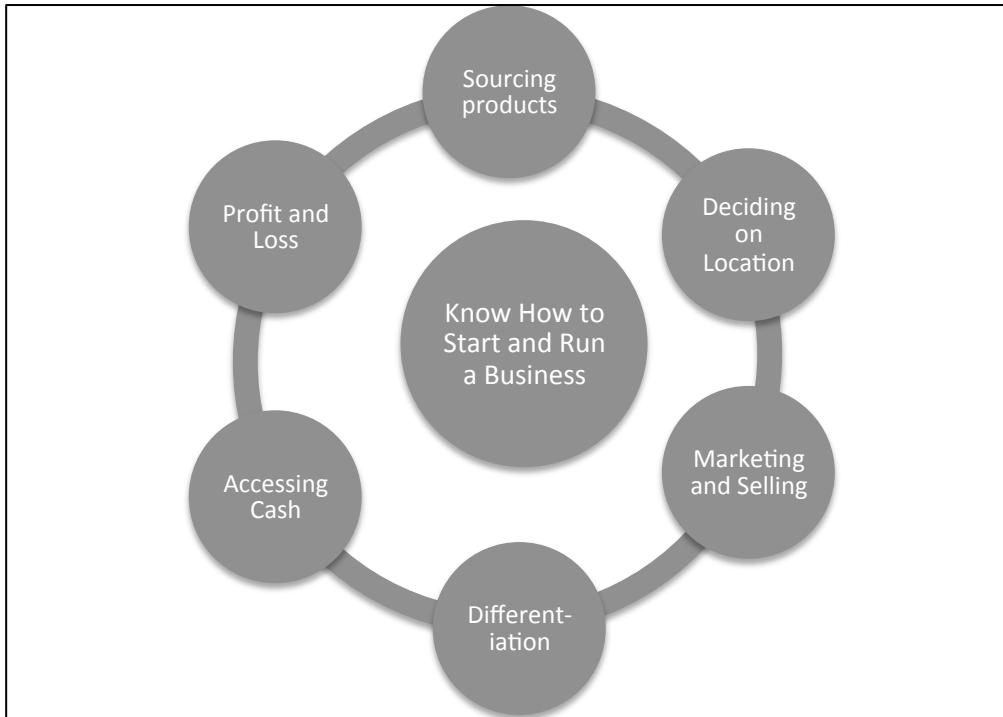 Sourcing
products
Deciding
on
Location
Marketing
and Selling
Different-
iation
Accessing
Cash
Profit and
Loss
Know How to
Start and Run
a Business